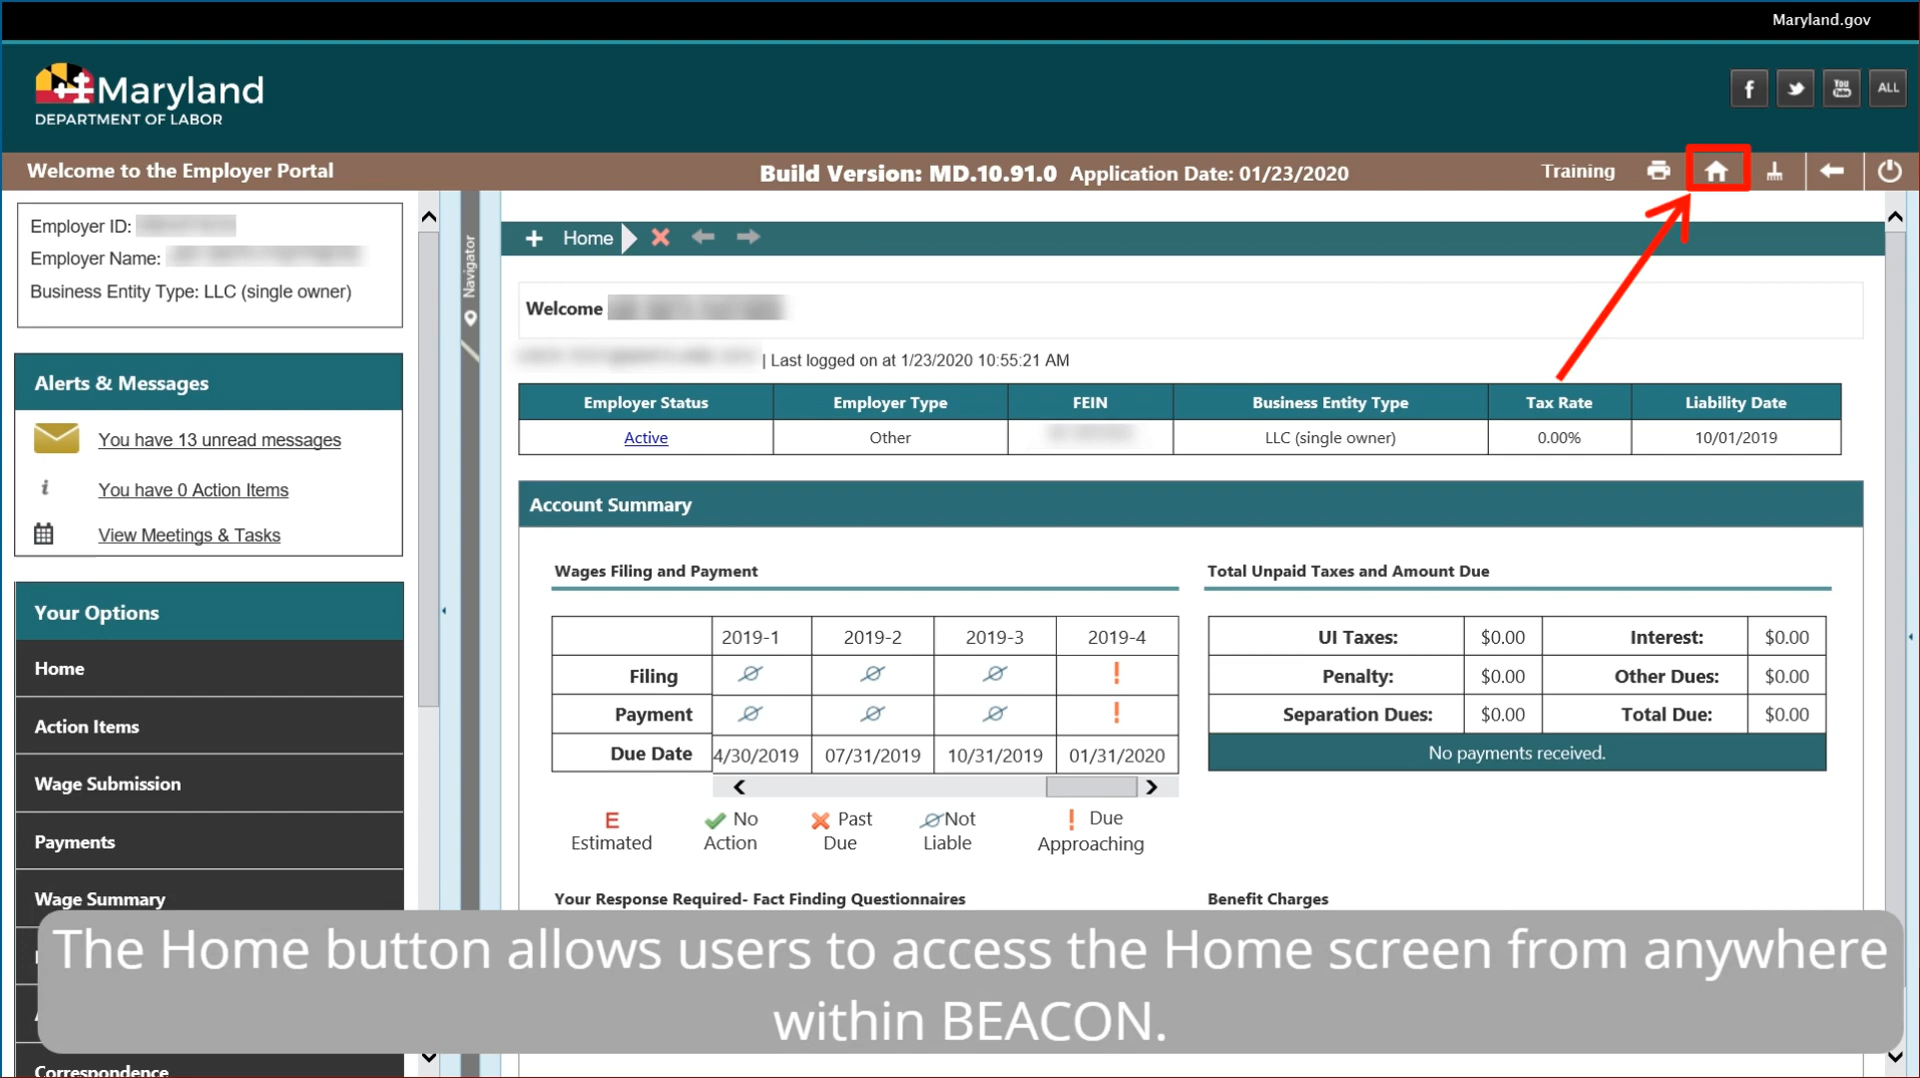 Maryland.gov
Maryland
DEPARTMENT OF LABOR
f You Tube ALL
Welcome to the Employer Portal
Build Version: MD.10.91.0 Application Date: 01/23/2020
Training
Employer ID:
Employer Name:
Business Entity Type: LLC (single owner)
Alerts & Messages
You have 13 unread messages
i You have 0 Action Items
View Meetings & Tasks
Your Options
Home
Action Items
Wage Submission
Payments
Wage Summary
Correspondence
Navigator
Home
Welcome
| Last logged on at 1/23/2020 10:55:21 AM
Employer Status Employer Type FEIN Business Entity Type Tax Rate Liability Date
Active Other LLC (single owner) 0.00% 10/01/2019
Account Summary
Wages Filing and Payment
2019-1 2019-2 2019-3 2019-4
Filing !
Payment !
Due Date 4/30/2019 07/31/2019 10/31/2019 01/31/2020
E Estimated
No Action
Past Due
Not Liable
! Due Approaching
Total Unpaid Taxes and Amount Due
UI Taxes: $0.00 Interest: $0.00
Penalty: $0.00 Other Dues: $0.00
Separation Dues: $0.00 Total Due: $0.00
No payments received.
Your Response Required- Fact Finding Questionnaires
Benefit Charges
The Home button allows users to access the Home screen from anywhere
within BEACON.